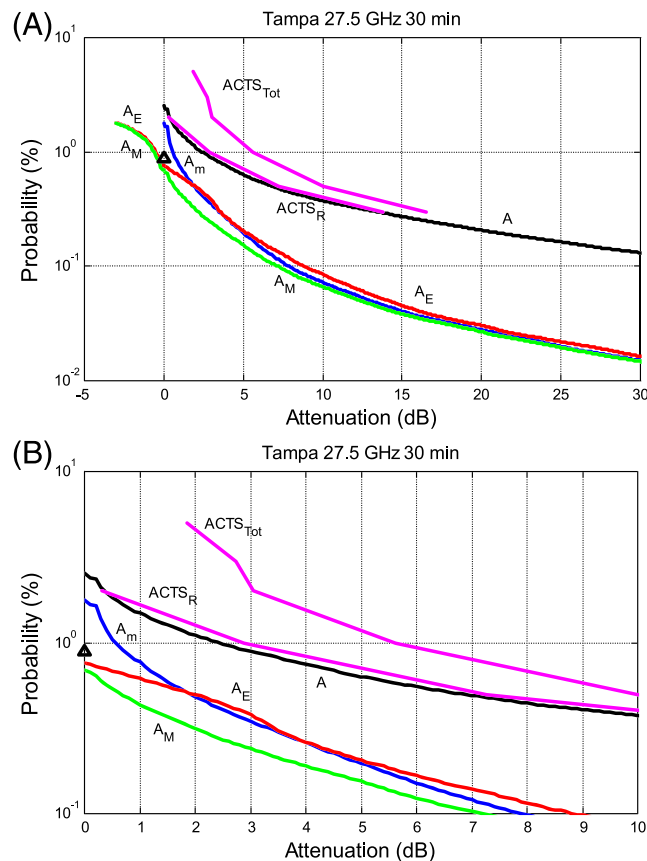 (A)
Tampa 27.5 GHz 30 min
10^1
10^0
10^-1
10^-2
Probability (%)
ACTS_Tot
A_E
A_M
A_m
ACTS_R
A
A_M
A_E
-5 0 5 10 15 20 25 30
Attenuation (dB)
(B)
Tampa 27.5 GHz 30 min
10^1
10^0
10^-1
Probability (%)
ACTS_Tot
ACTS_R
A_m
A_E
A
A_M
0 1 2 3 4 5 6 7 8 9 10
Attenuation (dB)